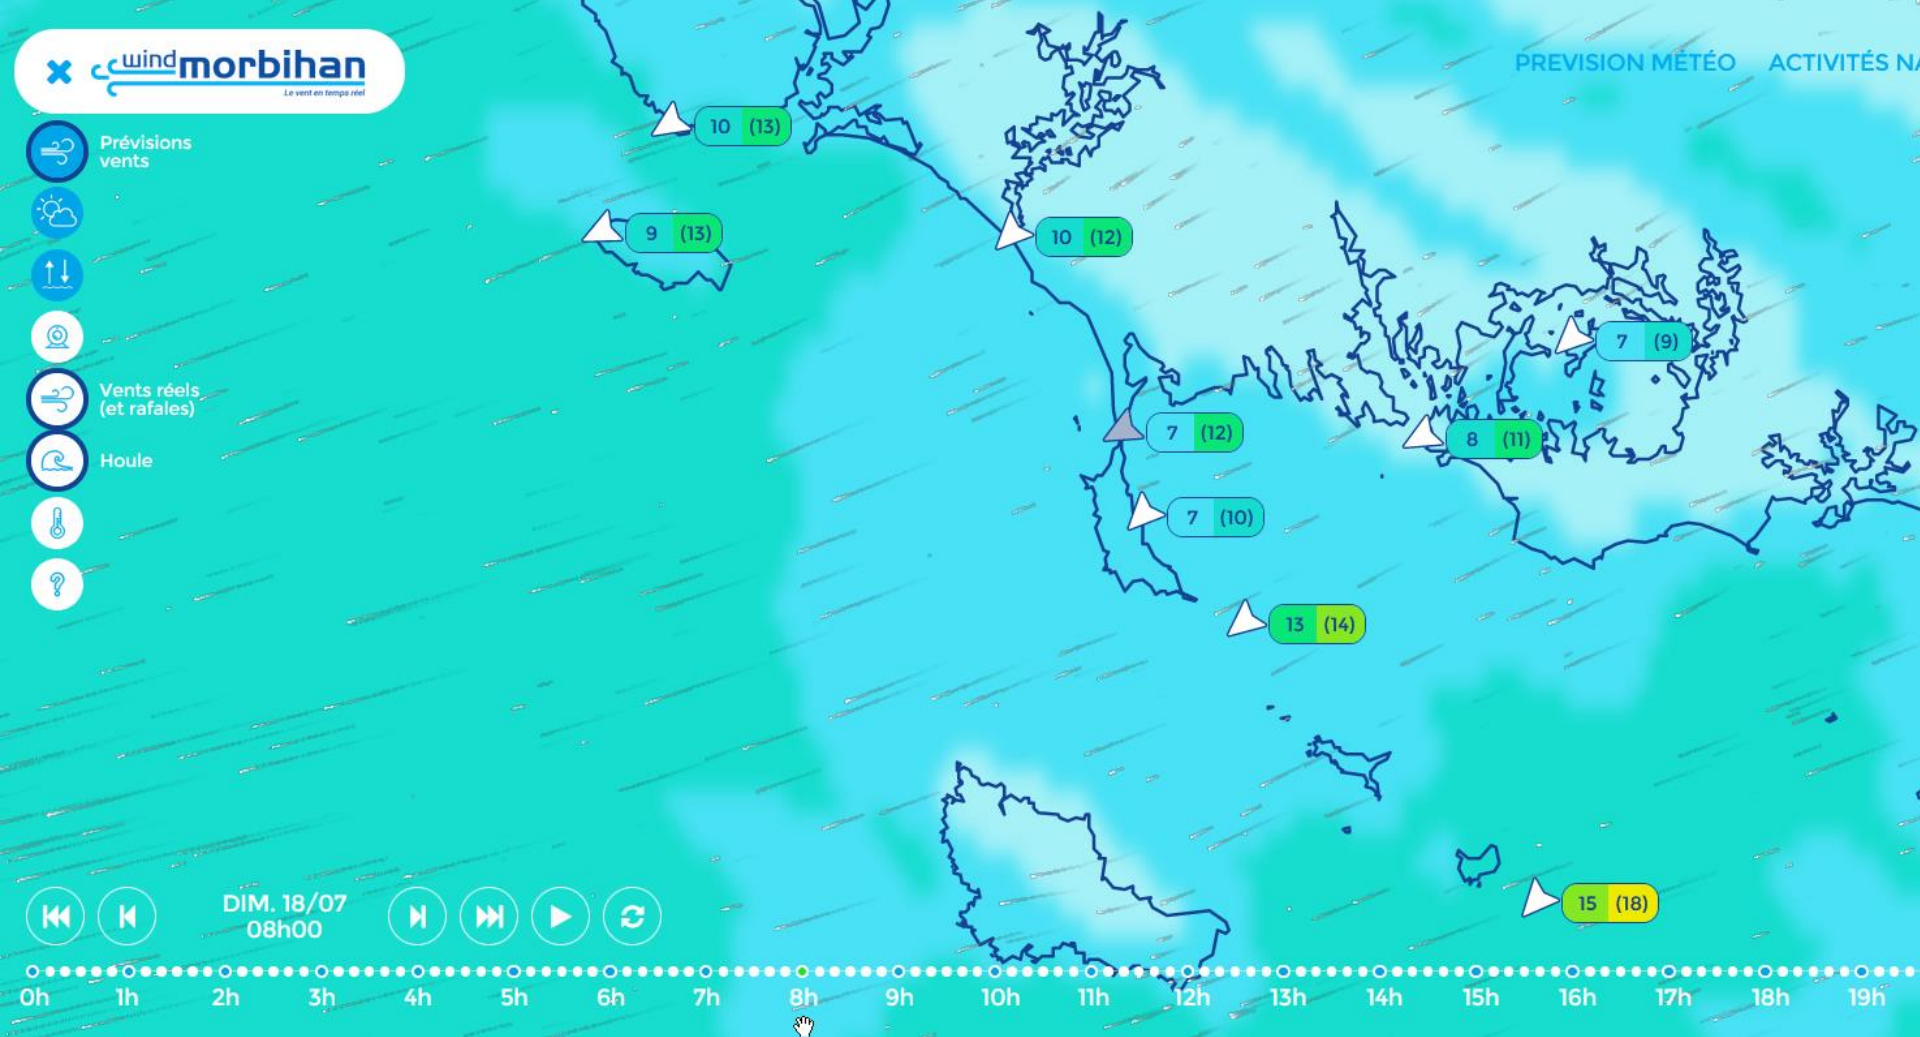 windmorbihan
Le vent en temps réel
PREVISION MÉTÉO
ACTIVITÉS NA
Prévisions
vents
Vents réels
(et rafales)
Houle
10 (13)
9 (13)
10 (12)
7 (9)
7 (12)
8 (11)
7 (10)
13 (14)
15 (18)
DIM. 18/07
08h00
0h 1h 2h 3h 4h 5h 6h 7h 8h 9h 10h 11h 12h 13h 14h 15h 16h 17h 18h 19h